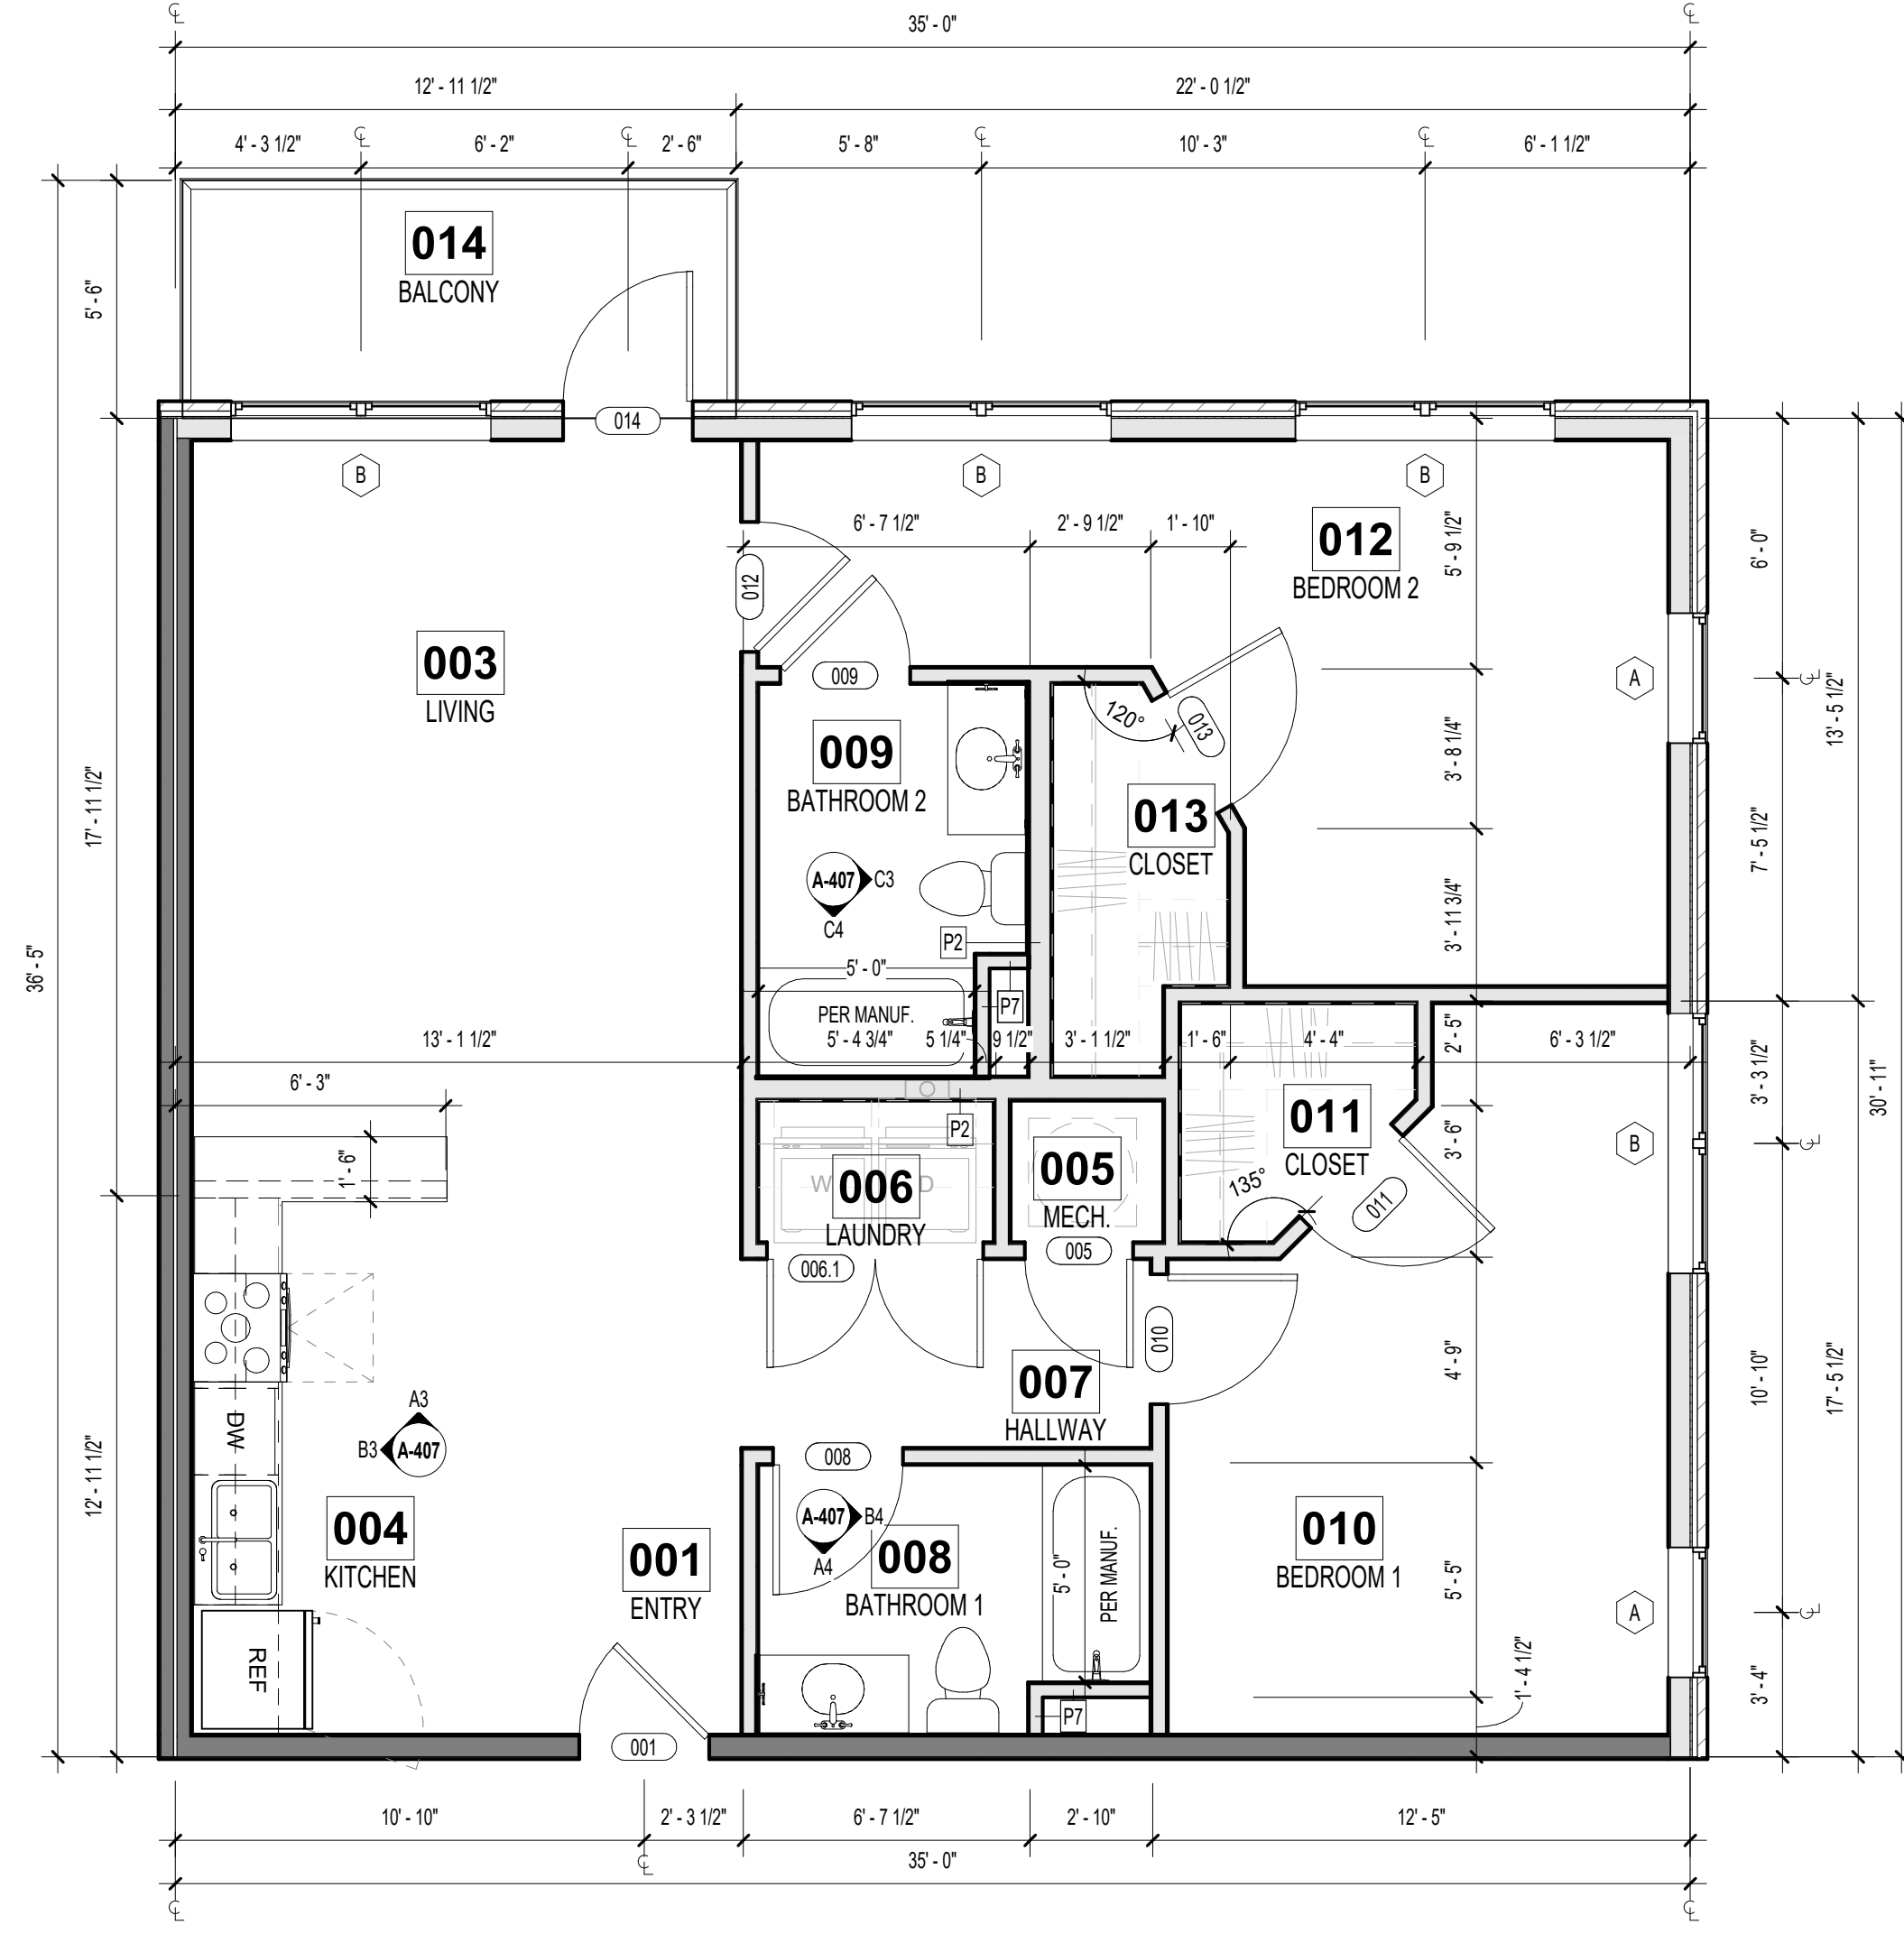 ℄
℄
35' - 0"
12' - 11 1/2"
22' - 0 1/2"
4' - 3 1/2"
℄
6' - 2"
℄
2' - 6"
5' - 8"
℄
10' - 3"
℄
6' - 1 1/2"
014
BALCONY
5' - 6"
014
B
B
B
6' - 7 1/2"
2' - 9 1/2"
1' - 10"
012
BEDROOM 2
5' - 9 1/2"
6' - 0"
012
003
LIVING
009
A
℄
13' - 5 1/2"
120°
013
009
BATHROOM 2
3' - 8 1/4"
17' - 11 1/2"
013
CLOSET
7' - 5 1/2"
A-407
C3
C4
3' - 11 3/4"
P2
36' - 5"
5' - 0"
P7
PER MANUF.
13' - 1 1/2"
5' - 4 3/4"
5 1/4"
9 1/2"
3' - 1 1/2"
1' - 6"
4' - 4"
2' - 5"
6' - 3 1/2"
3' - 3 1/2"
30' - 11"
6' - 3"
011
CLOSET
P2
3' - 6"
B
℄
1' - 6"
W
D
006
LAUNDRY
005
MECH.
135°
011
005
006.1
010
4' - 9"
10' - 10"
17' - 5 1/2"
007
HALLWAY
A3
B3
A-407
DW
008
12' - 11 1/2"
A-407
B4
A4
004
KITCHEN
001
ENTRY
008
BATHROOM 1
5' - 0"
PER MANUF.
010
BEDROOM 1
5' - 5"
A
℄
REF
1' - 4 1/2"
3' - 4"
P7
001
10' - 10"
2' - 3 1/2"
6' - 7 1/2"
2' - 10"
12' - 5"
℄
35' - 0"
℄
℄